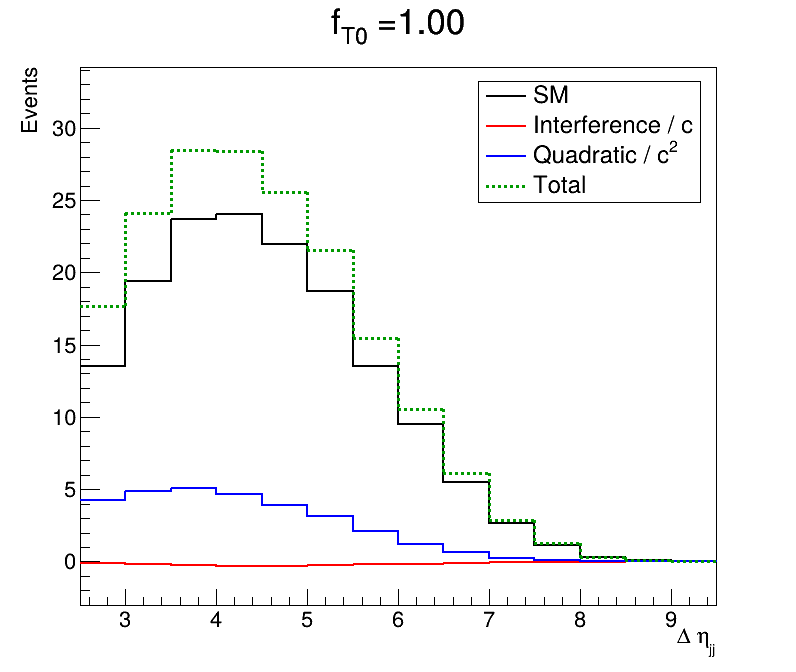 f_T0 =1.00
Events
SM
Interference / c
Quadratic / c²
Total
30
25
20
15
10
5
0
3 4 5 6 7 8 9
Δ η_jj